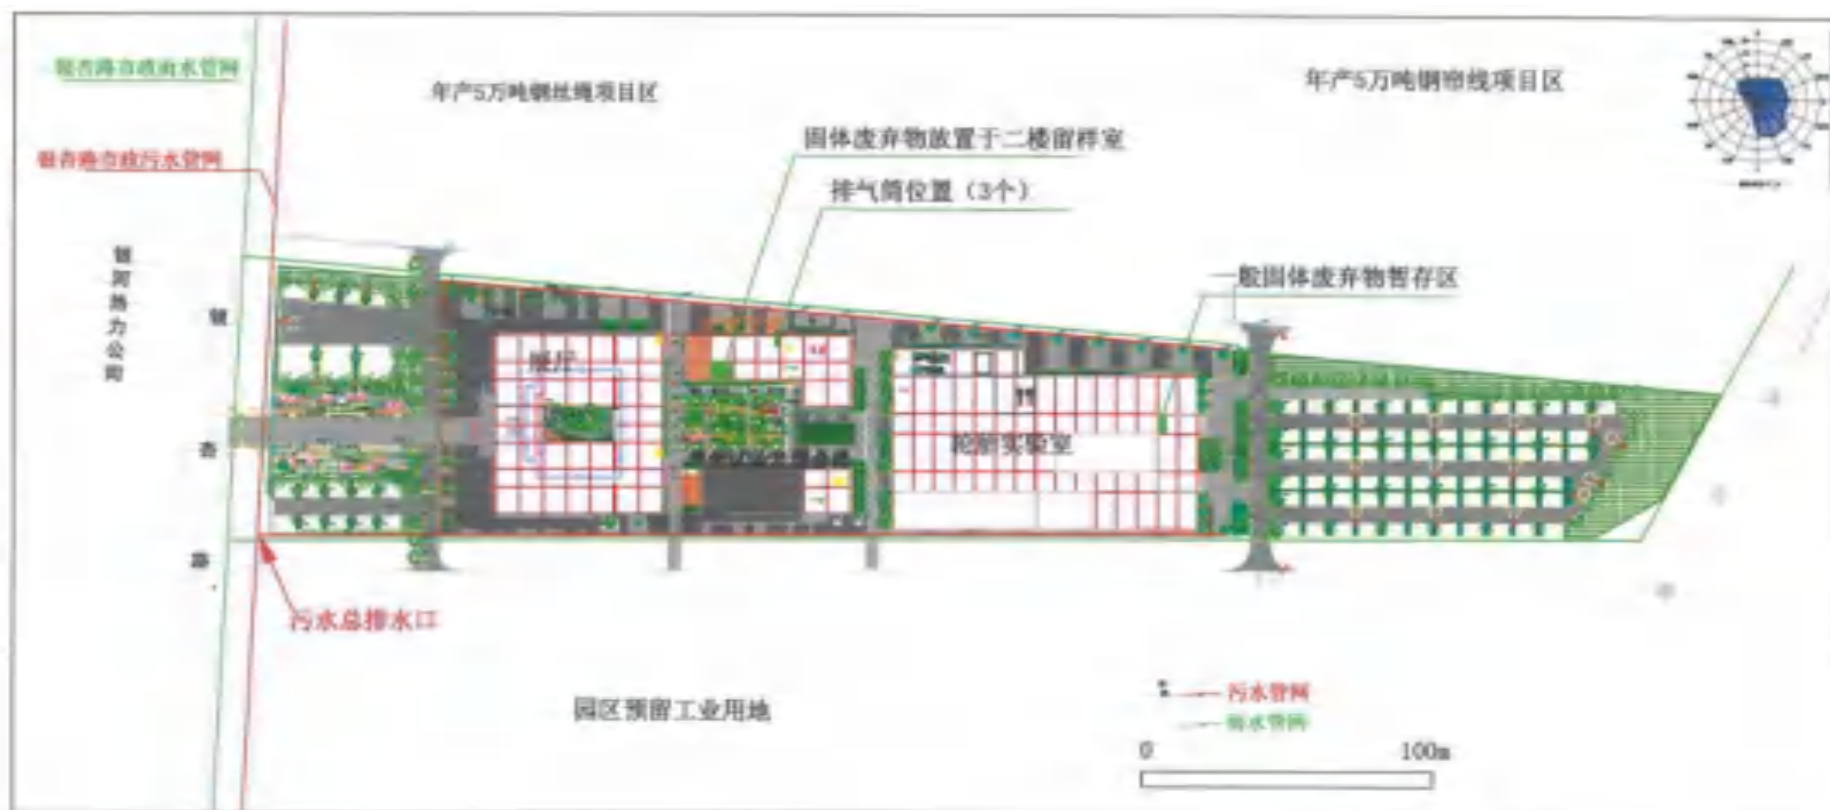 银杏路市政雨水管网
年产5万吨钢丝绳项目区
年产5万吨钢帘线项目区
固体废弃物放置于二楼留样室
银杏路市政污水管网
排气筒位置（3个）
银河热力公司
一般固体废弃物暂存区
银杏路
展厅
轮胎实验室
污水总排水口
园区预留工业用地
污水管网
雨水管网
0
100m